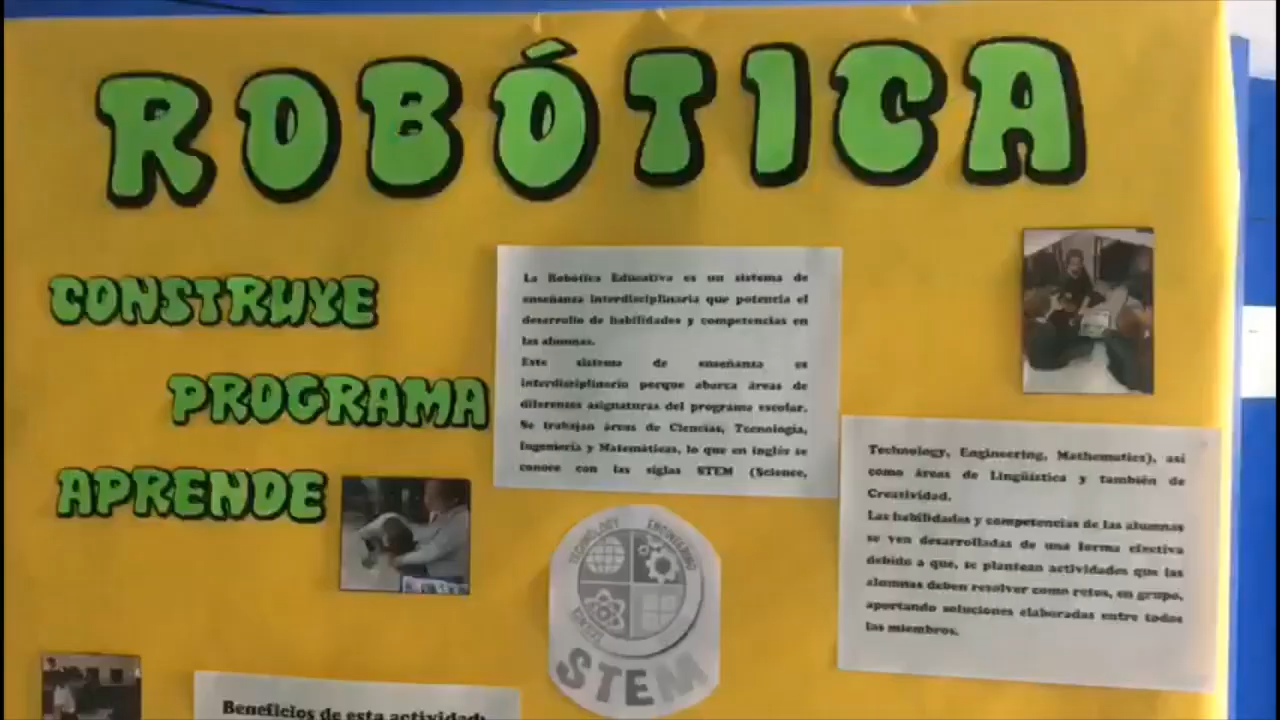 ROBÓTICA
CONSTRUYE
PROGRAMA
APRENDE
La Robótica Educativa es un sistema de
enseñanza interdisciplinaria que potencia el
desarrollo de habilidades y competencias en
las alumnas.
Este sistema de enseñanza es
interdisciplinario porque abarca áreas de
diferentes asignaturas del programa escolar.
Se trabajan áreas de Ciencias, Tecnología,
Ingeniería y Matemáticas, lo que en inglés se
conoce con las siglas STEM (Science,
Technology, Engineering, Mathematics), así
como áreas de Lingüística y también de
Creatividad.
Las habilidades y competencias de las alumnas
se ven desarrolladas de una forma efectiva
debido a que, se plantean actividades que las
alumnas deben resolver como retos, en grupo,
aportando soluciones elaboradas entre todos
los miembros.
TECHNOLOGY
ENGINEERING
SCIENCE
STEM
Beneficios de esta actividad: